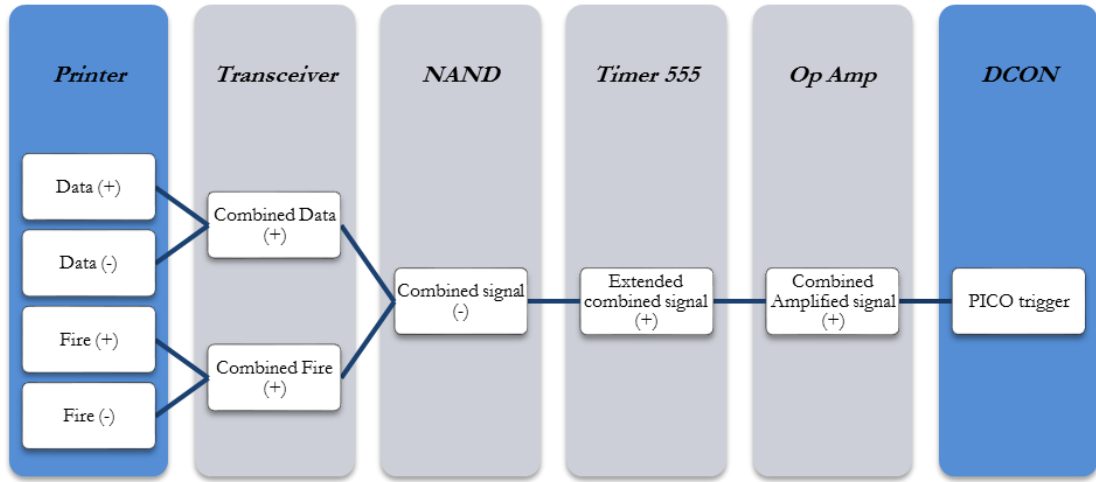 Printer
Transceiver
NAND
Timer 555
Op Amp
DCON
Data (+)
Data (-)
Fire (+)
Fire (-)
Combined Data
(+)
Combined Fire
(+)
Combined signal
(-)
Extended
combined signal
(+)
Combined
Amplified signal
(+)
PICO trigger